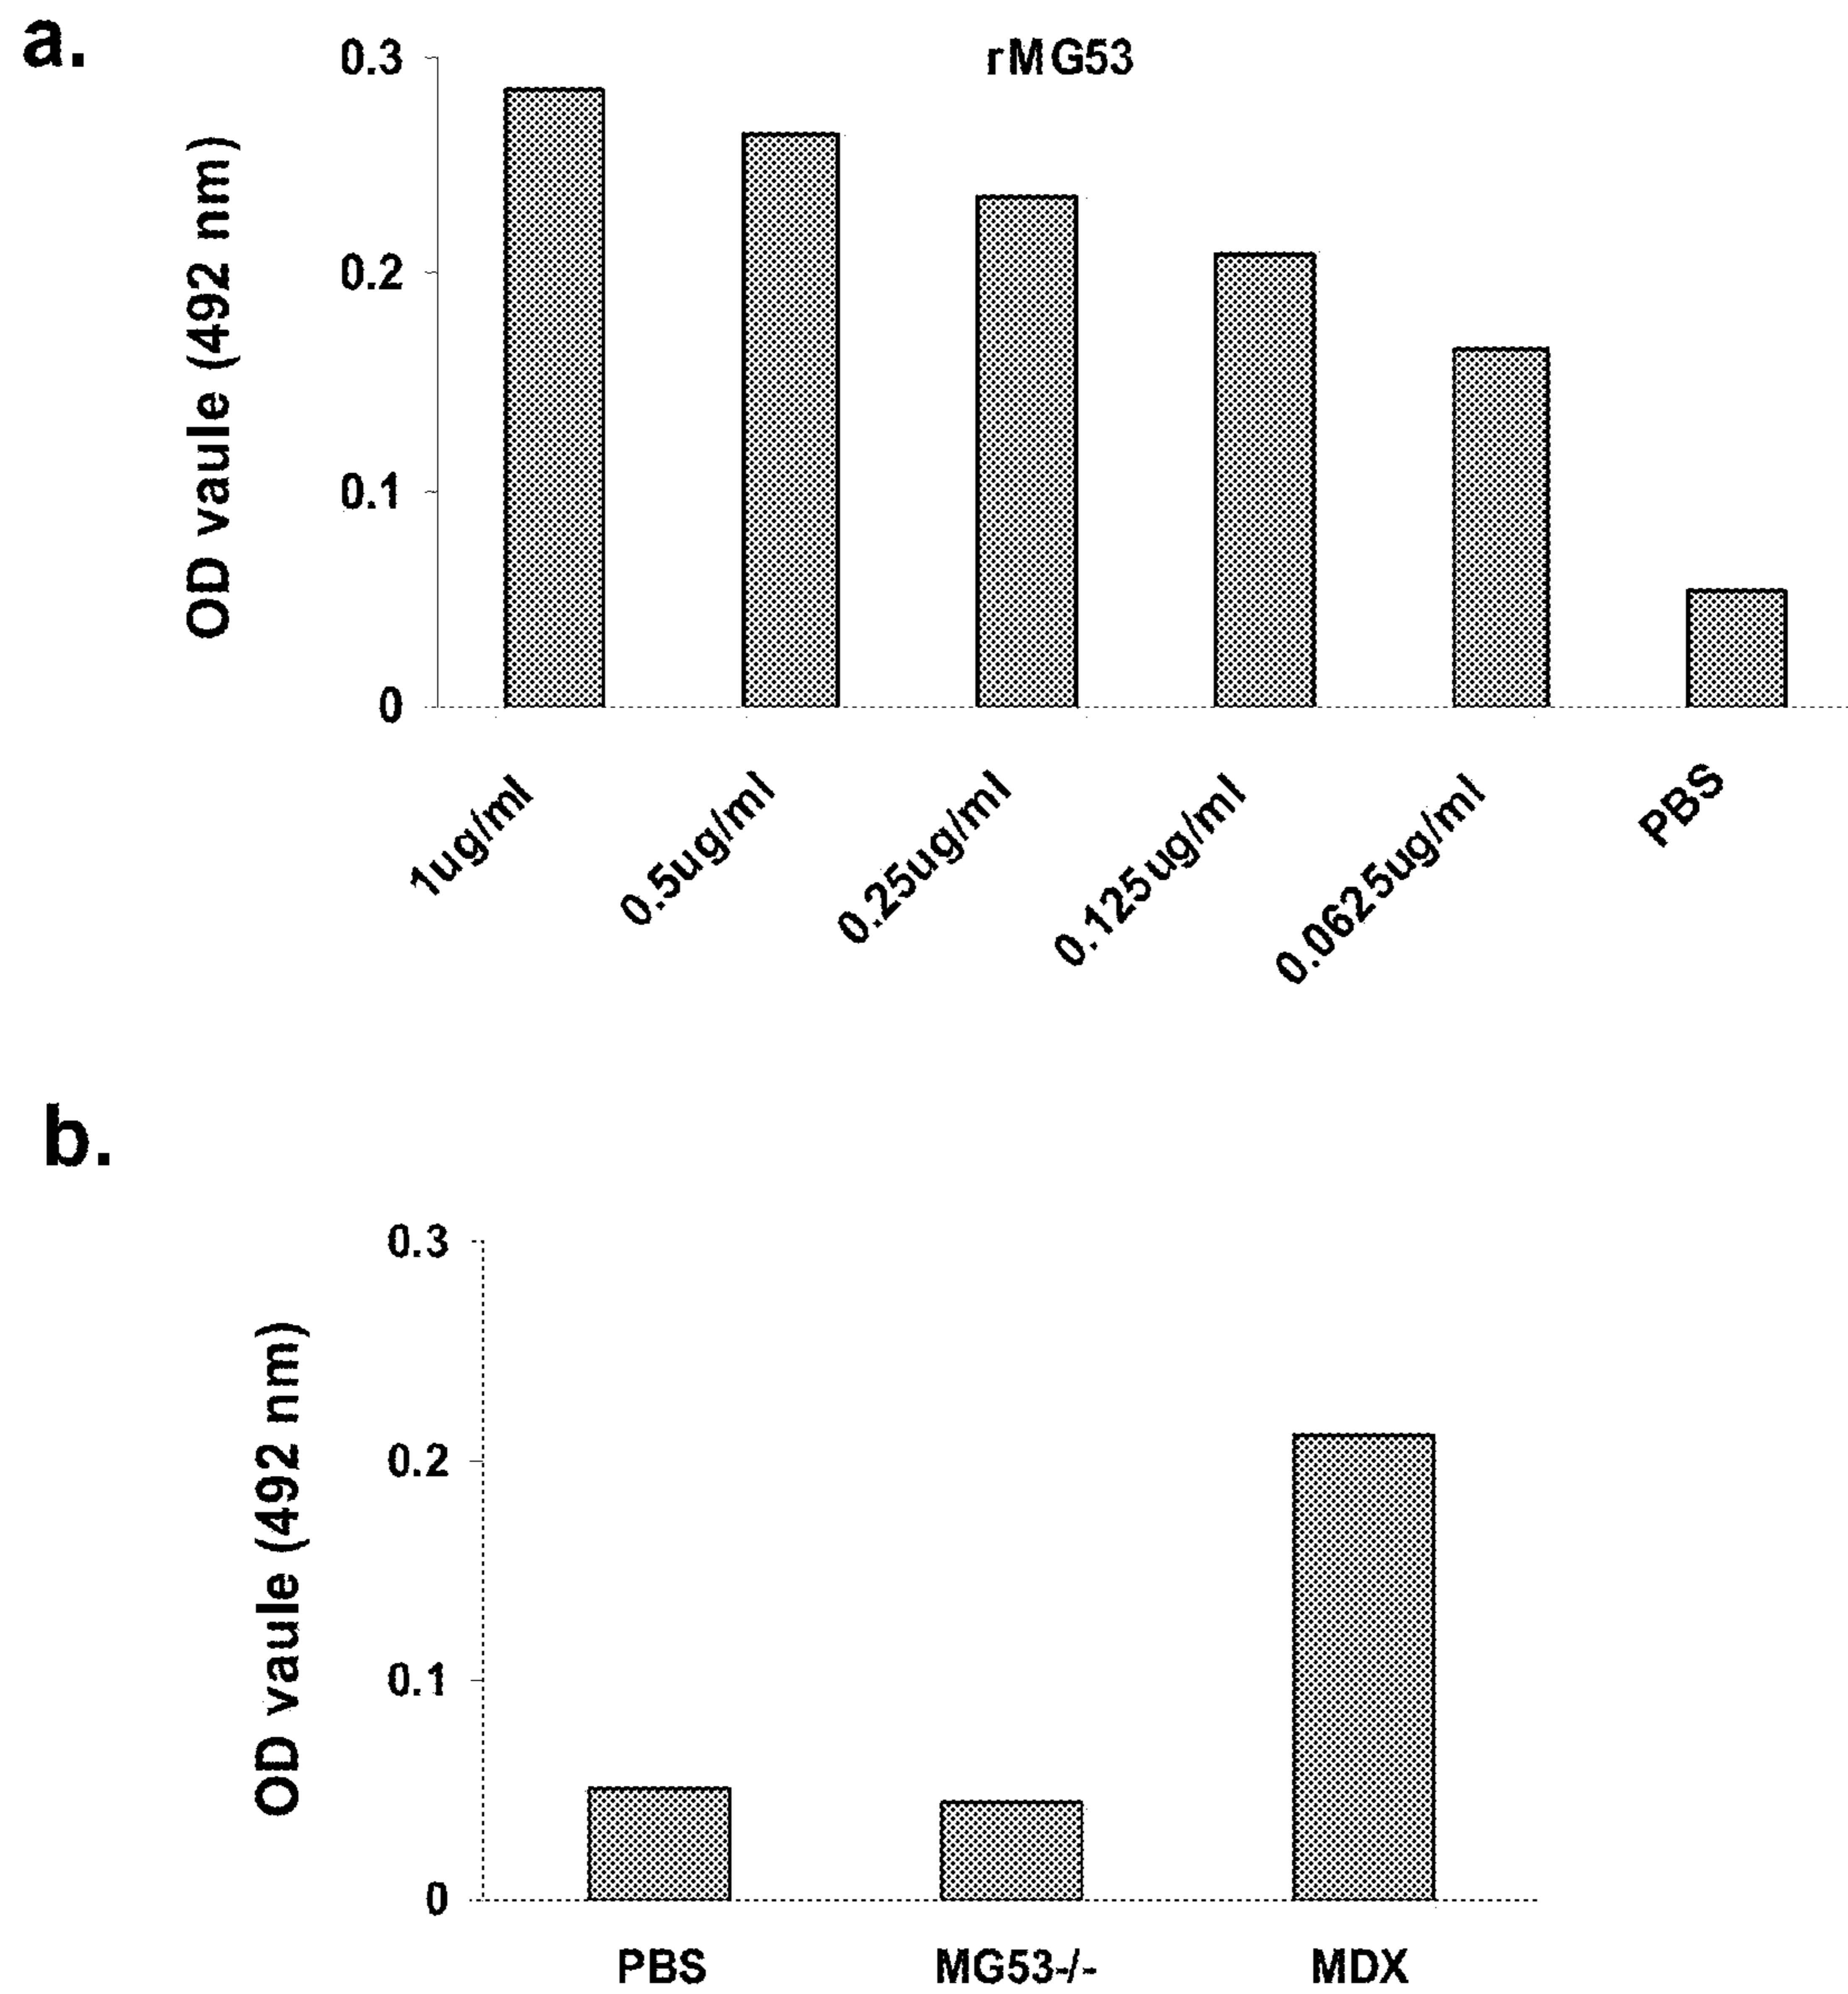 a.
rMG53
OD vaule (492 nm)
0.3
0.2
0.1
0
1ug/ml
0.5ug/ml
0.25ug/ml
0.125ug/ml
0.0625ug/ml
PBS
b.
OD vaule (492 nm)
0.3
0.2
0.1
0
PBS
MG53-/-
MDX